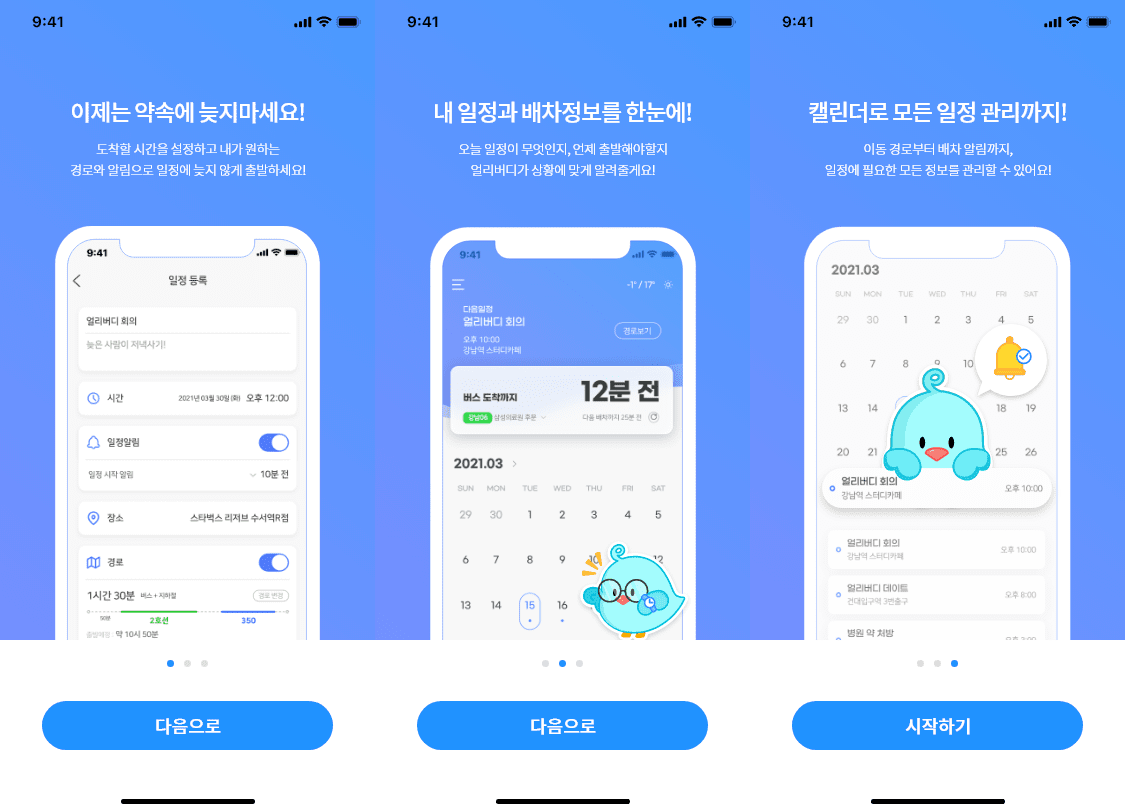 9:41
이제는 약속에 늦지마세요!
도착할 시간을 설정하고 내가 원하는
경로와 알림으로 일정에 늦지 않게 출발하세요!
9:41
일정 등록
얼리버디 회의
늦은 사람이 저녁사기!
시간 2021년 03월 30일 (화) 오후 12:00
일정알림
일정 시작 알림 10분 전
장소 스타벅스 리저브 수서역R점
경로
1시간 30분 버스 + 지하철 경로 변경
50분 2호선 350
출발예정 약 10시 50분
다음으로
9:41
내 일정과 배차정보를 한눈에!
오늘 일정이 무엇인지, 언제 출발해야할지
얼리버디가 상황에 맞게 알려줄게요!
9:41
-1° / 17°
다음일정
얼리버디 회의
오후 10:00
강남역 스터디카페
경로보기
버스 도착까지 12분 전
강남06 삼성의료원 후문 다음 배차까지 25분 전
2021.03
SUN MON TUE WED THU FRI SAT
29 30 1 2 3 4 5
6 7 8 9 10 12
13 14 15 16
다음으로
9:41
캘린더로 모든 일정 관리까지!
이동 경로부터 배차 알림까지,
일정에 필요한 모든 정보를 관리할 수 있어요!
2021.03
SUN MON TUE WED THU FRI SAT
29 30 1 2 3 4 5
6 7 8 9 10
13 14 18 19
20 21 25 26
얼리버디 회의
강남역 스터디카페
오후 10:00
얼리버디 회의
강남역 스터디카페
오후 10:00
얼리버디 데이트
건대입구역 3번출구
오후 8:00
병원 약 처방
시작하기